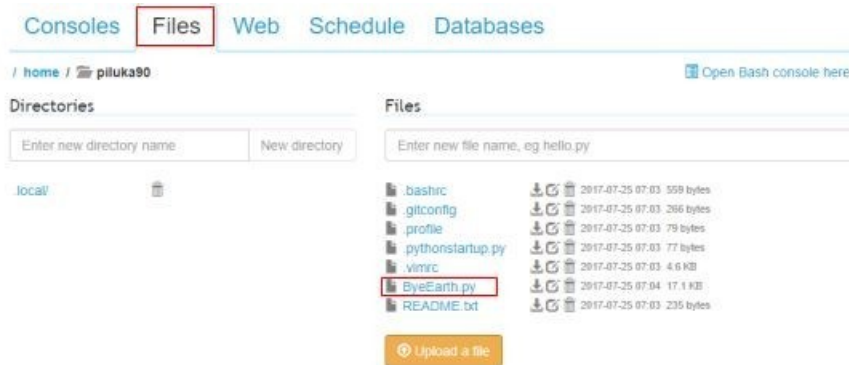 Consoles Files Web Schedule Databases
/ home / piluka90
Open Bash console here
Directories
Enter new directory name New directory
.local/
Files
Enter new file name, eg hello.py
.bashrc 2017-07-25 07:03 559 bytes
.gitconfig 2017-07-25 07:03 266 bytes
.profile 2017-07-25 07:03 79 bytes
.pythonstartup.py 2017-07-25 07:03 77 bytes
.vimrc 2017-07-25 07:03 4.6 KB
ByeEarth.py 2017-07-25 07:04 17.1 KB
README.txt 2017-07-25 07:03 235 bytes
Upload a file